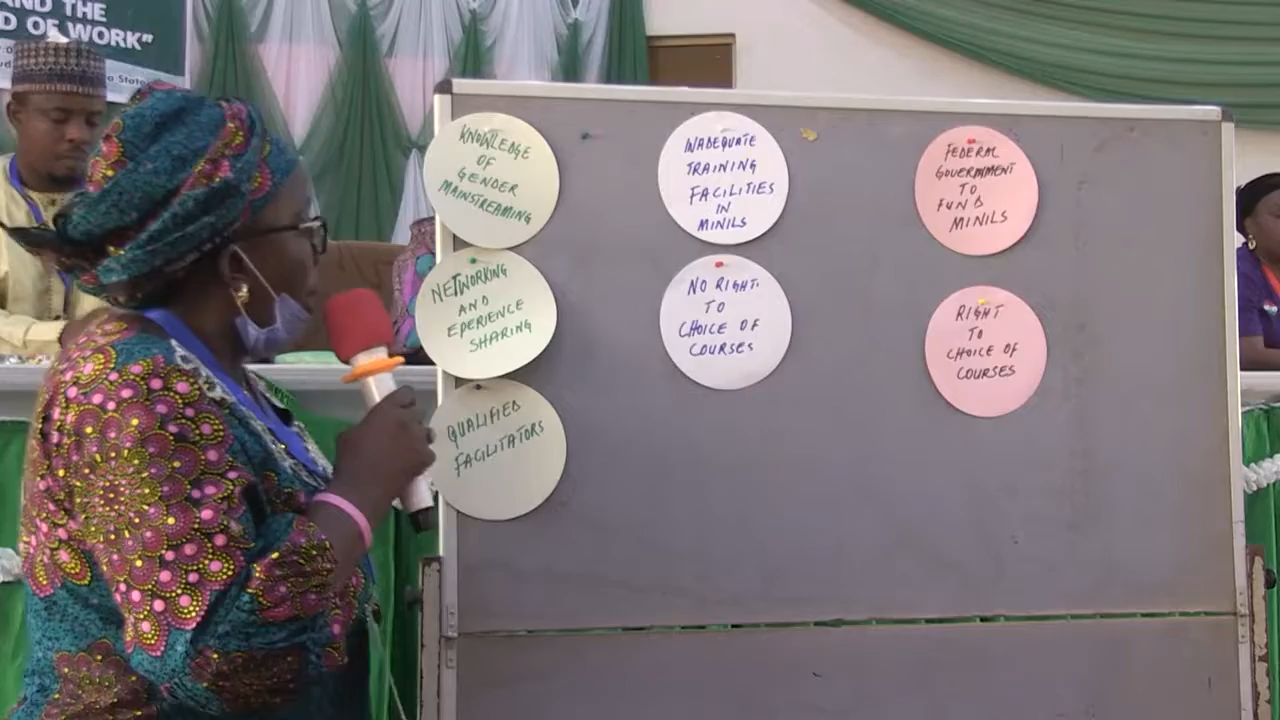 AND THE
D OF WORK"
State
KNOWLEDGE
OF
GENDER
MAINSTREAMING
NETWORKING
AND
EPERIENCE
SHARING
QUALIFIED
FACILITATORS
INADEQUATE
TRAINING
FACILITIES
IN
MINILS
NO RIGHT
TO
CHOICE OF
COURSES
FEDERAL
GOVERNMENT
TO
FUND
MINILS
RIGHT
TO
CHOICE OF
COURSES